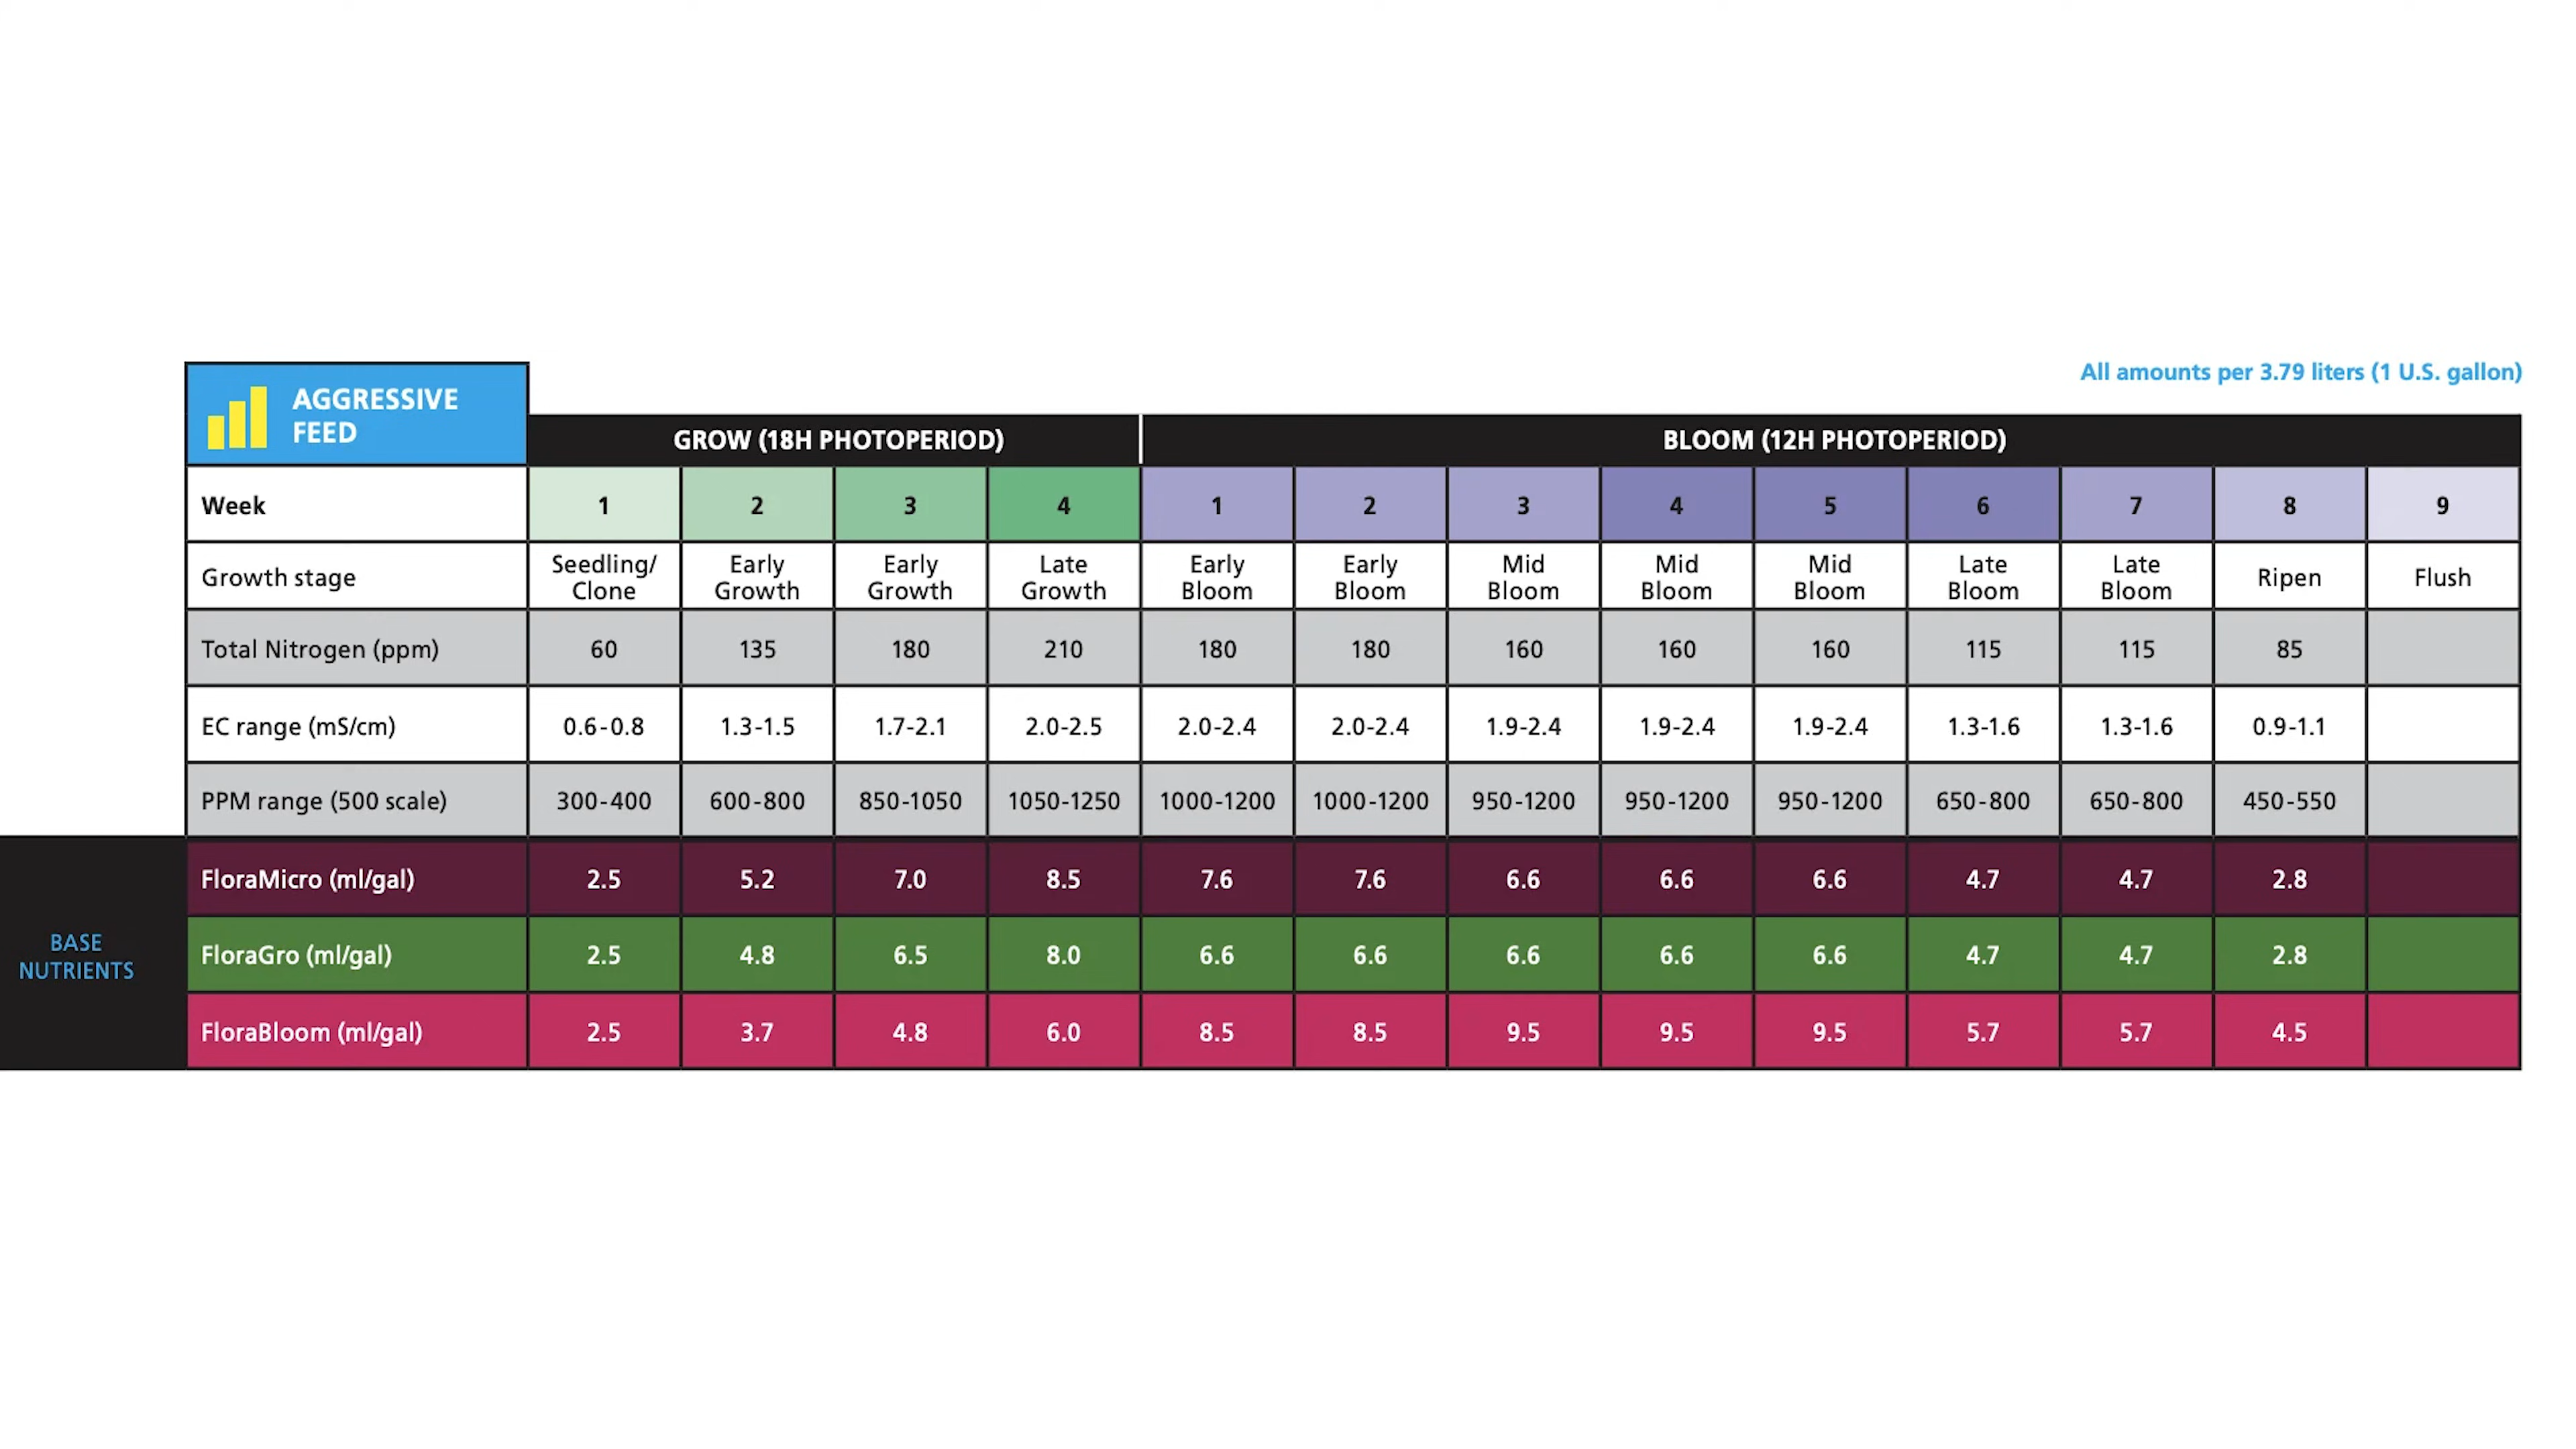 All amounts per 3.79 liters (1 U.S. gallon)
AGGRESSIVE
FEED
GROW (18H PHOTOPERIOD) BLOOM (12H PHOTOPERIOD)
Week 1 2 3 4 1 2 3 4 5 6 7 8 9
Growth stage Seedling/ Clone Early Growth Early Growth Late Growth Early Bloom Early Bloom Mid Bloom Mid Bloom Mid Bloom Late Bloom Late Bloom Ripen Flush
Total Nitrogen (ppm) 60 135 180 210 180 180 160 160 160 115 115 85
EC range (mS/cm) 0.6-0.8 1.3-1.5 1.7-2.1 2.0-2.5 2.0-2.4 2.0-2.4 1.9-2.4 1.9-2.4 1.9-2.4 1.3-1.6 1.3-1.6 0.9-1.1
PPM range (500 scale) 300-400 600-800 850-1050 1050-1250 1000-1200 1000-1200 950-1200 950-1200 950-1200 650-800 650-800 450-550
BASE
NUTRIENTS
FloraMicro (ml/gal) 2.5 5.2 7.0 8.5 7.6 7.6 6.6 6.6 6.6 4.7 4.7 2.8
FloraGro (ml/gal) 2.5 4.8 6.5 8.0 6.6 6.6 6.6 6.6 6.6 4.7 4.7 2.8
FloraBloom (ml/gal) 2.5 3.7 4.8 6.0 8.5 8.5 9.5 9.5 9.5 5.7 5.7 4.5